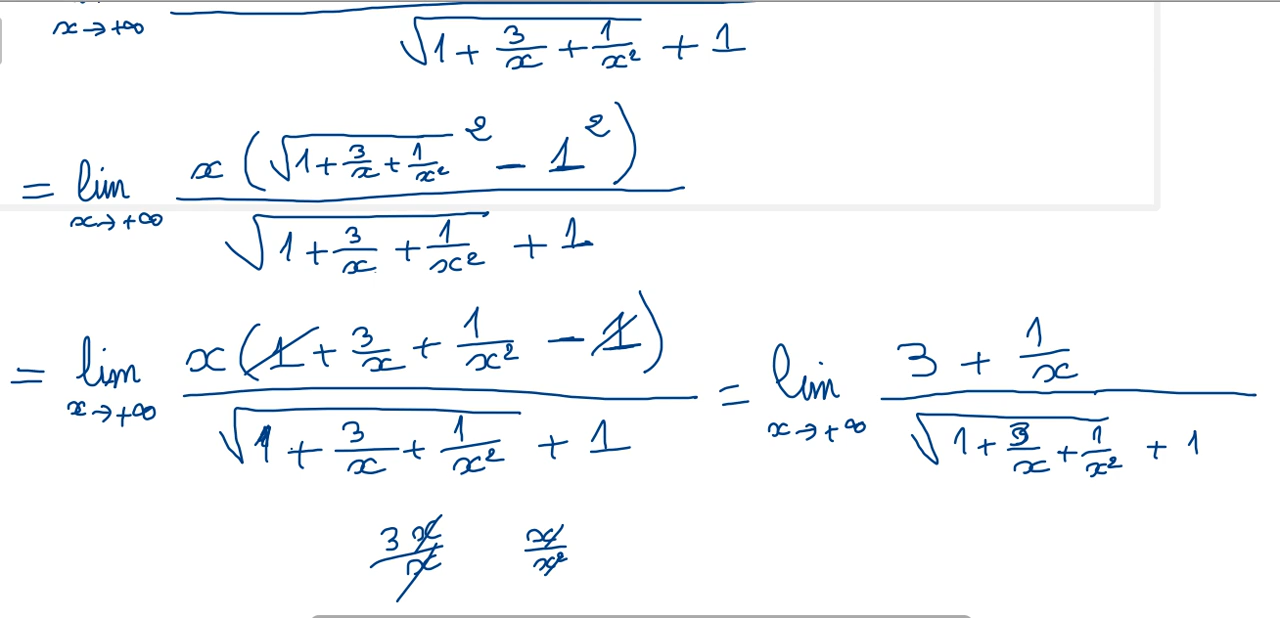 lim x→+∞ ―――― / (√(1 + 3/x + 1/x²) + 1)
= lim x→+∞ x(√(1 + 3/x + 1/x²)² − 1²) / (√(1 + 3/x + 1/x²) + 1)
= lim x→+∞ x(1 + 3/x + 1/x² − 1) / (√(1 + 3/x + 1/x²) + 1) = lim x→+∞ (3 + 1/x) / (√(1 + 3/x + 1/x²) + 1)
3x/x x/x²